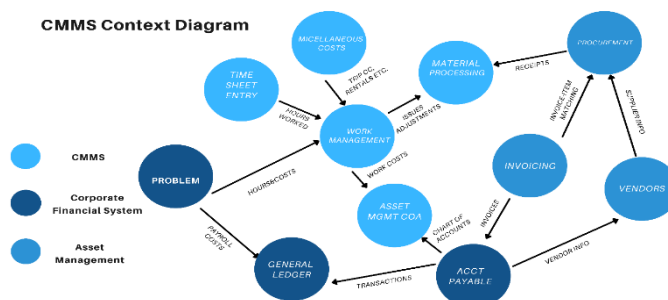 CMMS Context Diagram
MICELLANEOUS
COSTS
PROCUREMENT
MATERIAL
PROCESSING
TIME
SHEET
ENTRY
TRIP CC,
RENTALS ETC.
RECEIPTS
HOURS
WORKED
ISSUES
ADJUSTMENTS
INVOICE-ITEM
MATCHING
SUPPLIER INFO
WORK
MANAGEMENT
CMMS
PROBLEM
HOURS&COSTS
WORK COSTS
INVOICING
VENDORS
Corporate
Financial System
ASSET
MGMT COA
INVOICES
CHART OF
ACCOUNTS
PAYROLL
COSTS
Asset
Management
GENERAL
LEDGER
TRANSACTIONS
ACCT
PAYABLE
VENDOR INFO